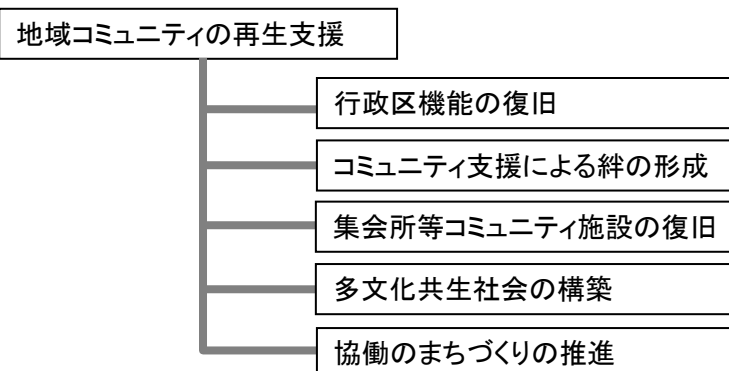 地域コミュニティの再生支援
行政区機能の復旧
コミュニティ支援による絆の形成
集会所等コミュニティ施設の復旧
多文化共生社会の構築
協働のまちづくりの推進